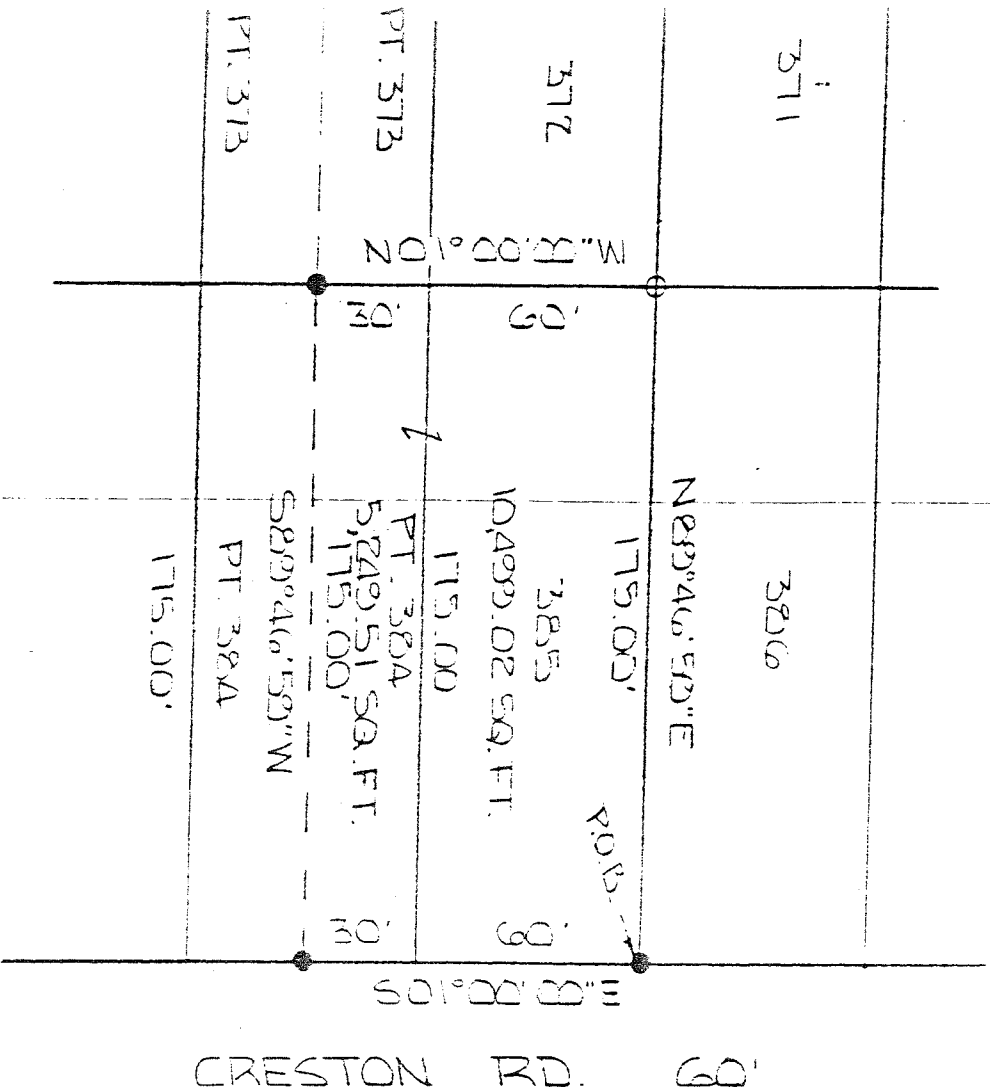 PT. 373
PT. 373
372
371
N01°00'00"W
30'
60'
N89°46'59"E
175.00'
386
385
10,499.02 SQ. FT.
175.00
PT. 384
5,249.51 SQ. FT.
175.00'
S89°46'59"W
PT. 384
175.00'
P.O.B.
30'
60'
S01°00'00"E
CRESTON RD. 60'